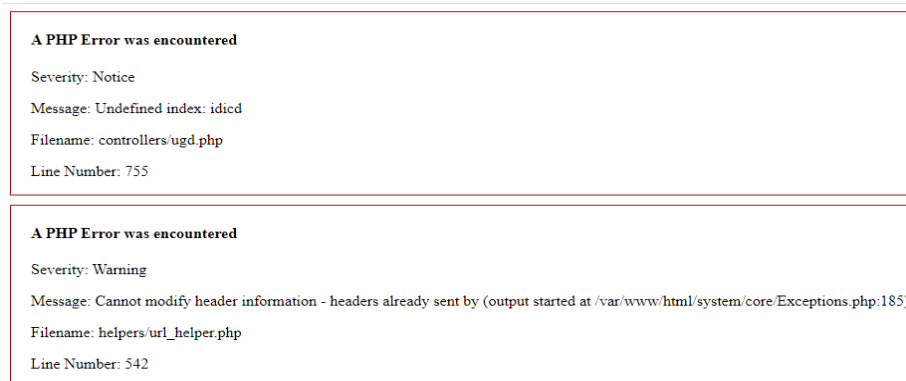 A PHP Error was encountered
Severity: Notice
Message: Undefined index: idicd
Filename: controllers/ugd.php
Line Number: 755
A PHP Error was encountered
Severity: Warning
Message: Cannot modify header information - headers already sent by (output started at /var/www/html/system/core/Exceptions.php:185)
Filename: helpers/url_helper.php
Line Number: 542